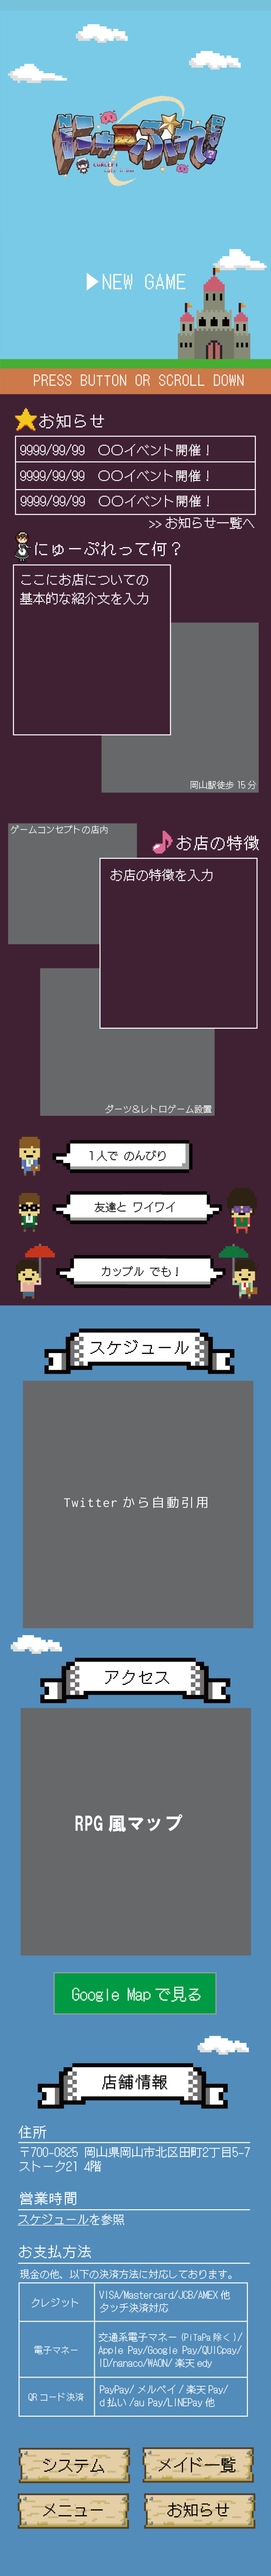 にゅーぷれ!
CONCEPT
▶NEW GAME
PRESS BUTTON OR SCROLL DOWN
お知らせ
9999/99/99 〇〇イベント開催！
9999/99/99 〇〇イベント開催！
9999/99/99 〇〇イベント開催！
>> お知らせ一覧へ
にゅーぷれって何？
ここにお店についての
基本的な紹介文を入力
岡山駅徒歩 15 分
ゲームコンセプトの店内
お店の特徴
お店の特徴を入力
ダーツ&レトロゲーム設置
1人で のんびり
友達と ワイワイ
カップル でも！
スケジュール
Twitter から自動引用
アクセス
RPG 風マップ
Google Map で見る
店舗情報
住所
〒700-0825 岡山県岡山市北区田町2丁目5-7
ストーク21 4階
営業時間
スケジュールを参照
お支払方法
現金の他、以下の決済方法に対応しております。
クレジット
VISA/Mastercard/JCB/AMEX 他
タッチ決済対応
電子マネー
交通系電子マネー (PiTaPa 除く)/
Apple Pay/Google Pay/QUICpay/
ID/nanaco/WAON/ 楽天 edy
QR コード決済
PayPay/ メルペイ / 楽天 Pay/
d 払い /au Pay/LINEPay 他
システム
メイド一覧
メニュー
お知らせ